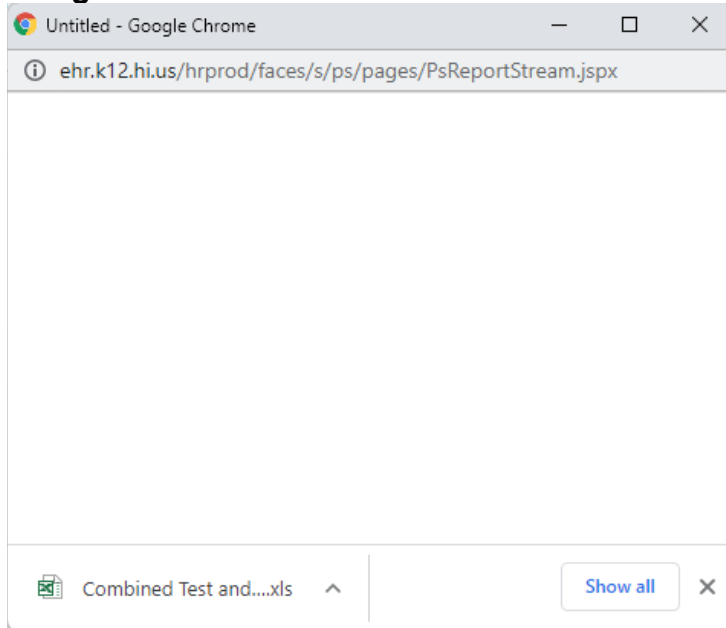 Untitled - Google Chrome
ehr.k12.hi.us/hrprod/faces/s/ps/pages/PsReportStream.jspx
Combined Test and....xls
Show all